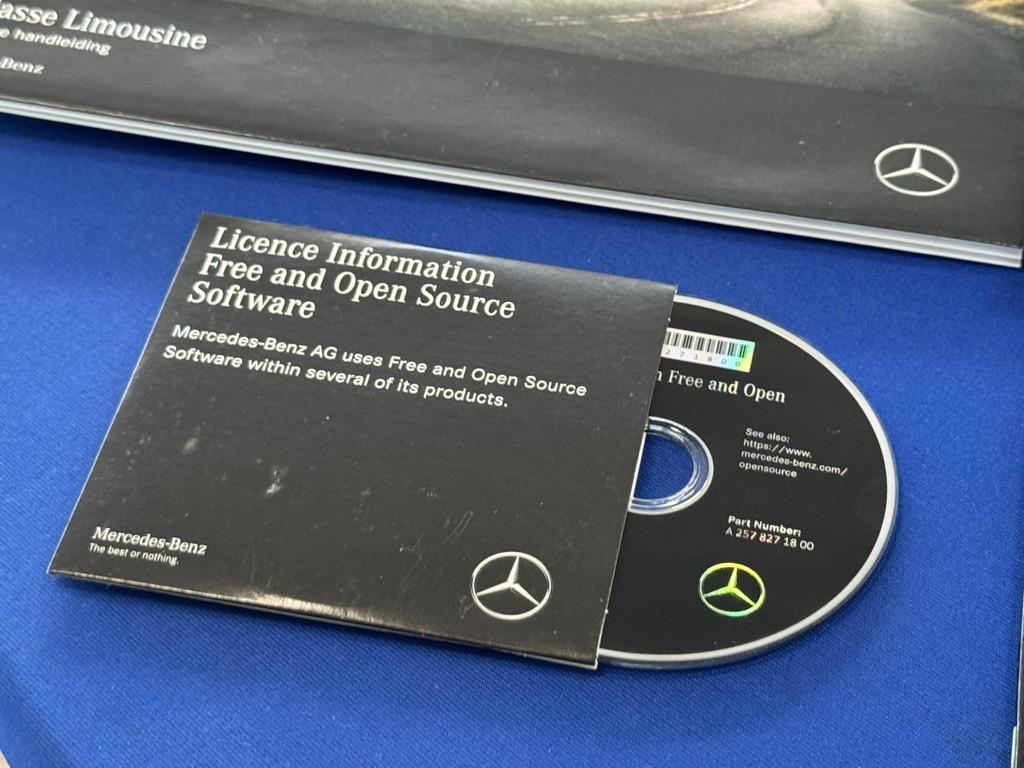 Limousine
handleiding
-Benz
Licence Information
Free and Open Source
Software
Mercedes-Benz AG uses Free and Open Source
Software within several of its products.
Mercedes-Benz
The best or nothing.
271800
Free and Open
See also:
https://www.
mercedes-benz.com/
opensource
Part Number:
A 257 827 18 00